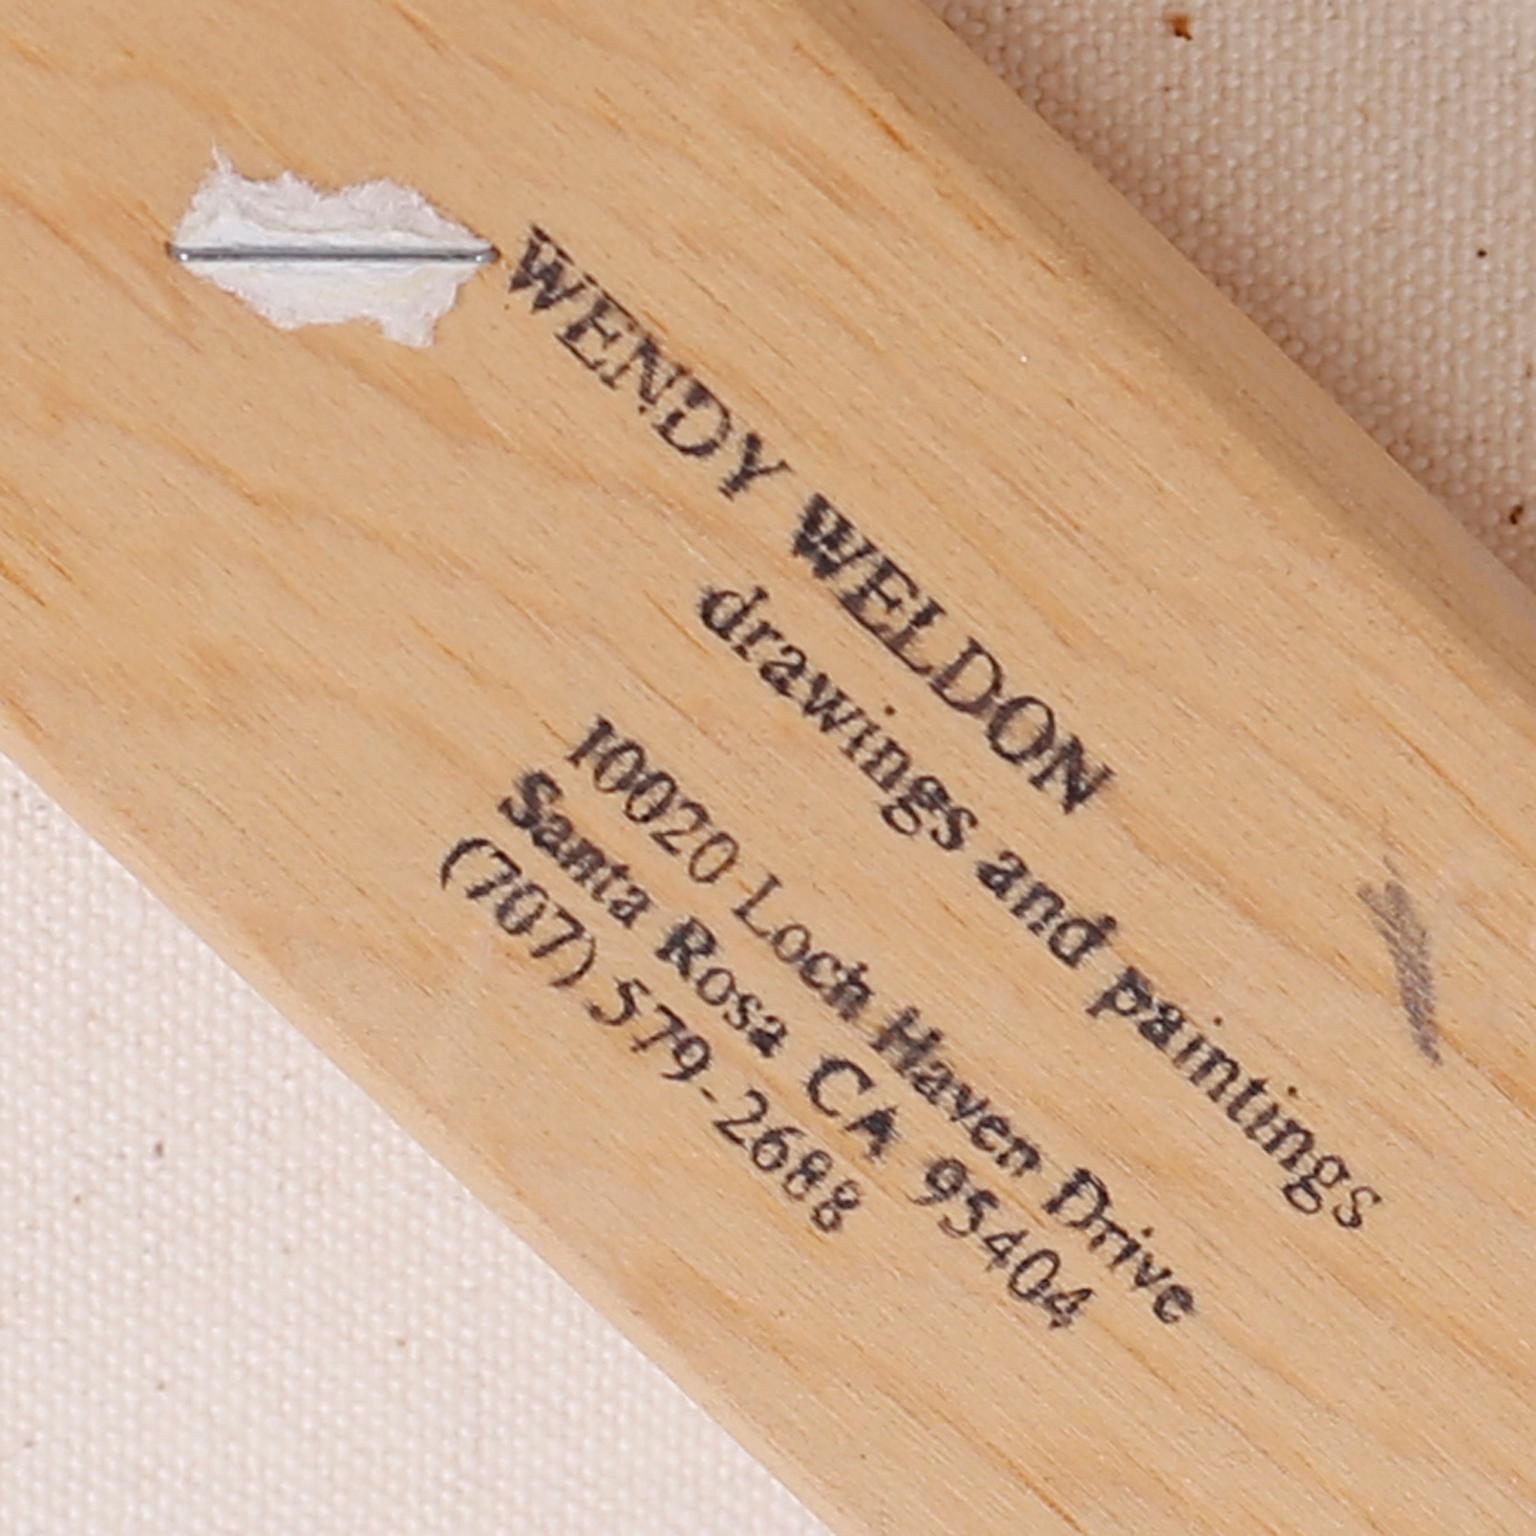 WENDY WELDON
drawings and paintings
10020 Loch Haven Drive
Santa Rosa CA 95404
(707) 579-2688